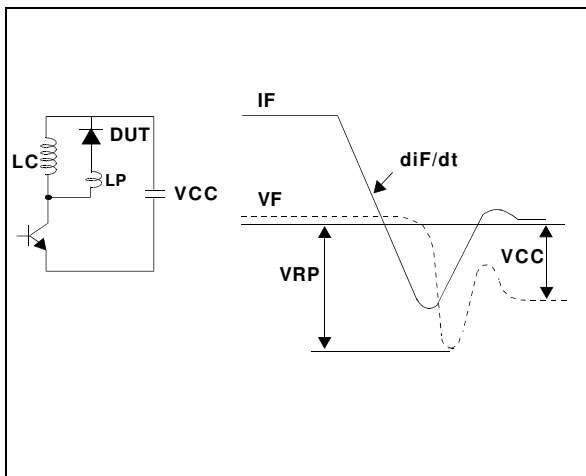 IF
DUT
diF/dt
LC
LP
VCC
VF
VRP
VCC